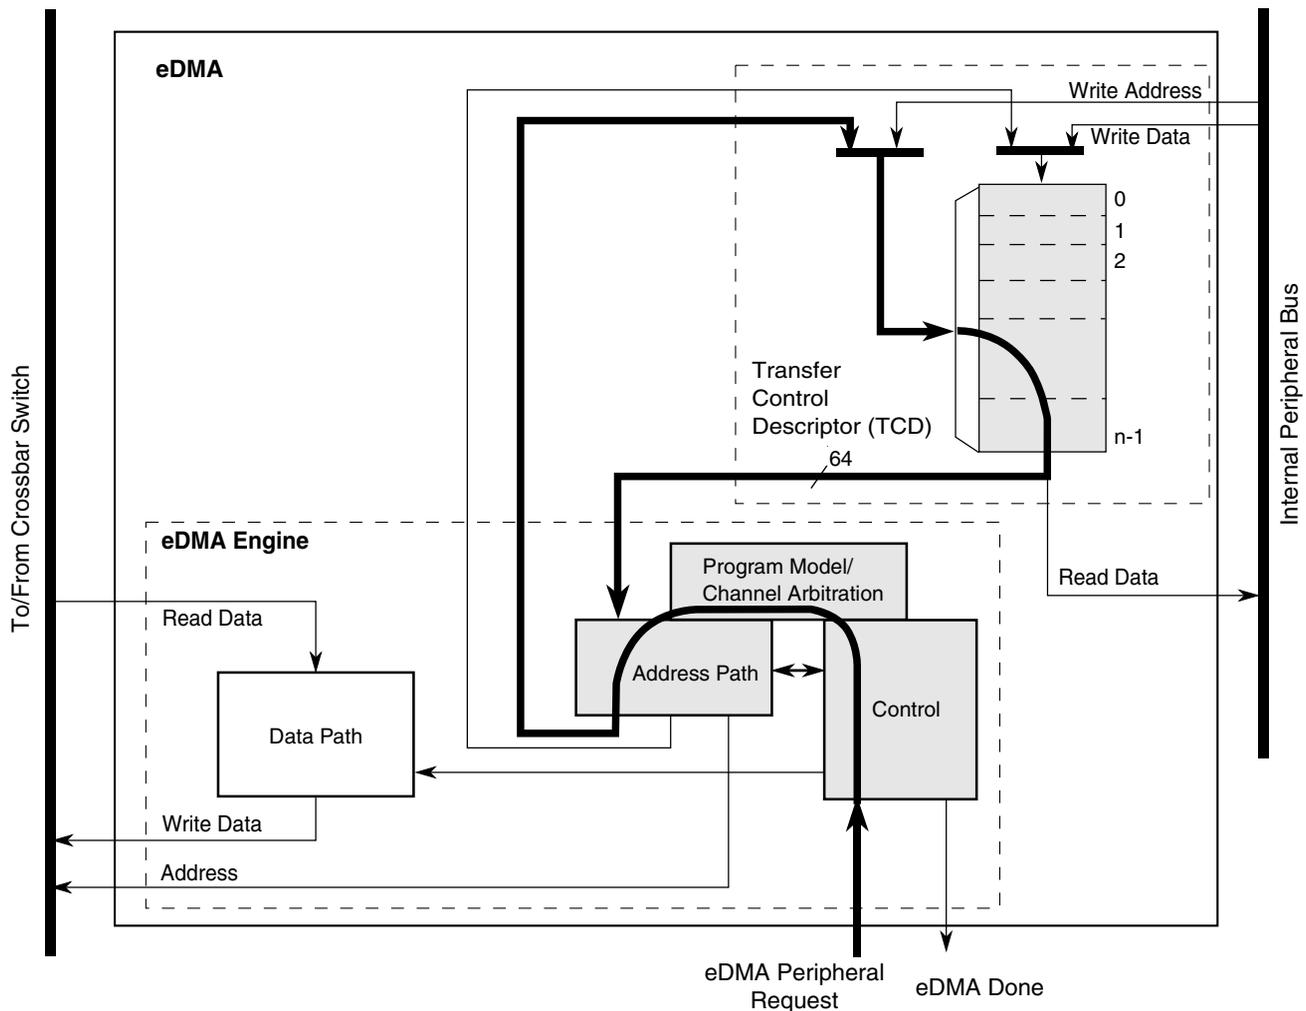 eDMA
Write Address
Write Data
0
1
2
Transfer
Control
Descriptor (TCD)
n-1
64
To/From Crossbar Switch
Internal Peripheral Bus
eDMA Engine
Program Model/
Channel Arbitration
Read Data
Read Data
Address Path
Control
Data Path
Write Data
Address
eDMA Peripheral
Request
eDMA Done